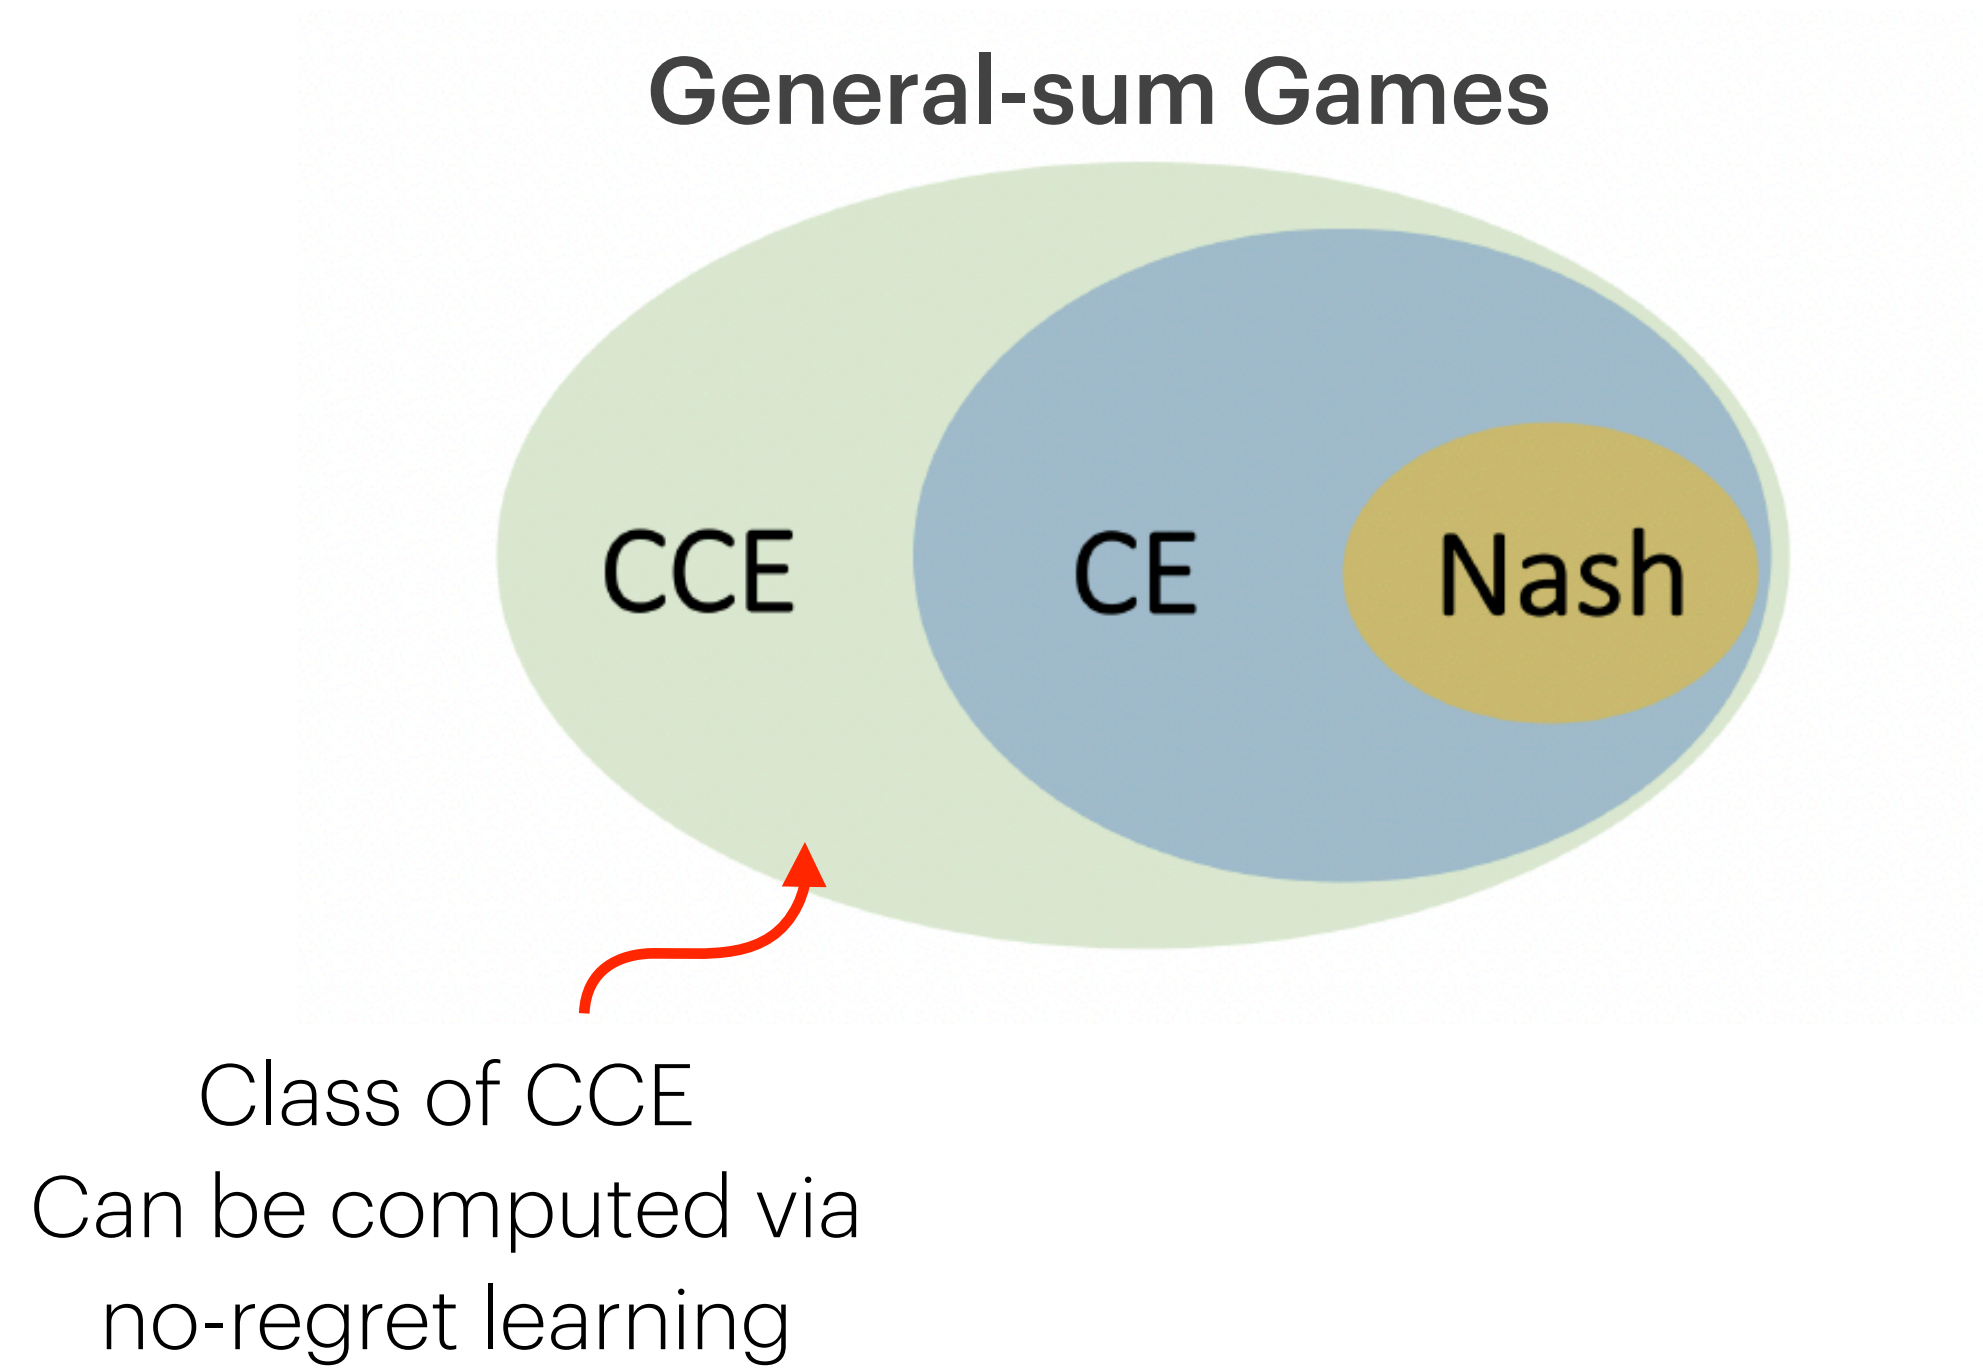 General-sum Games
CCE
CE
Nash
Class of CCE
Can be computed via
no-regret learning